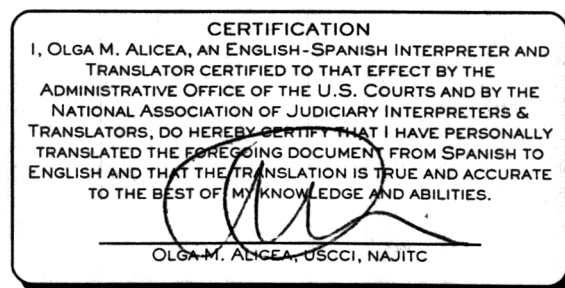 CERTIFICATION
I, OLGA M. ALICEA, AN ENGLISH-SPANISH INTERPRETER AND
TRANSLATOR CERTIFIED TO THAT EFFECT BY THE
ADMINISTRATIVE OFFICE OF THE U.S. COURTS AND BY THE
NATIONAL ASSOCIATION OF JUDICIARY INTERPRETERS &
TRANSLATORS, DO HEREBY CERTIFY THAT I HAVE PERSONALLY
TRANSLATED THE FOREGOING DOCUMENT FROM SPANISH TO
ENGLISH AND THAT THE TRANSLATION IS TRUE AND ACCURATE
TO THE BEST OF MY KNOWLEDGE AND ABILITIES.
OLGA M. ALICEA, USCCI, NAJITC